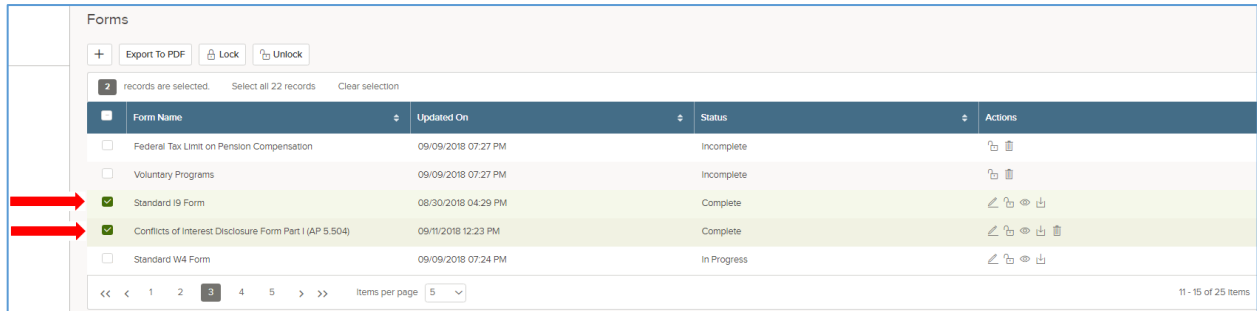 Forms
+ Export To PDF Lock Unlock
2 records are selected. Select all 22 records Clear selection
Form Name Updated On Status Actions
Federal Tax Limit on Pension Compensation 09/09/2018 07:27 PM Incomplete
Voluntary Programs 09/09/2018 07:27 PM Incomplete
Standard I9 Form 08/30/2018 04:29 PM Complete
Conflicts of Interest Disclosure Form Part I (AP 5.504) 09/11/2018 12:23 PM Complete
Standard W4 Form 09/09/2018 07:24 PM In Progress
<< < 1 2 3 4 5 > >> Items per page 5 11 - 15 of 25 items